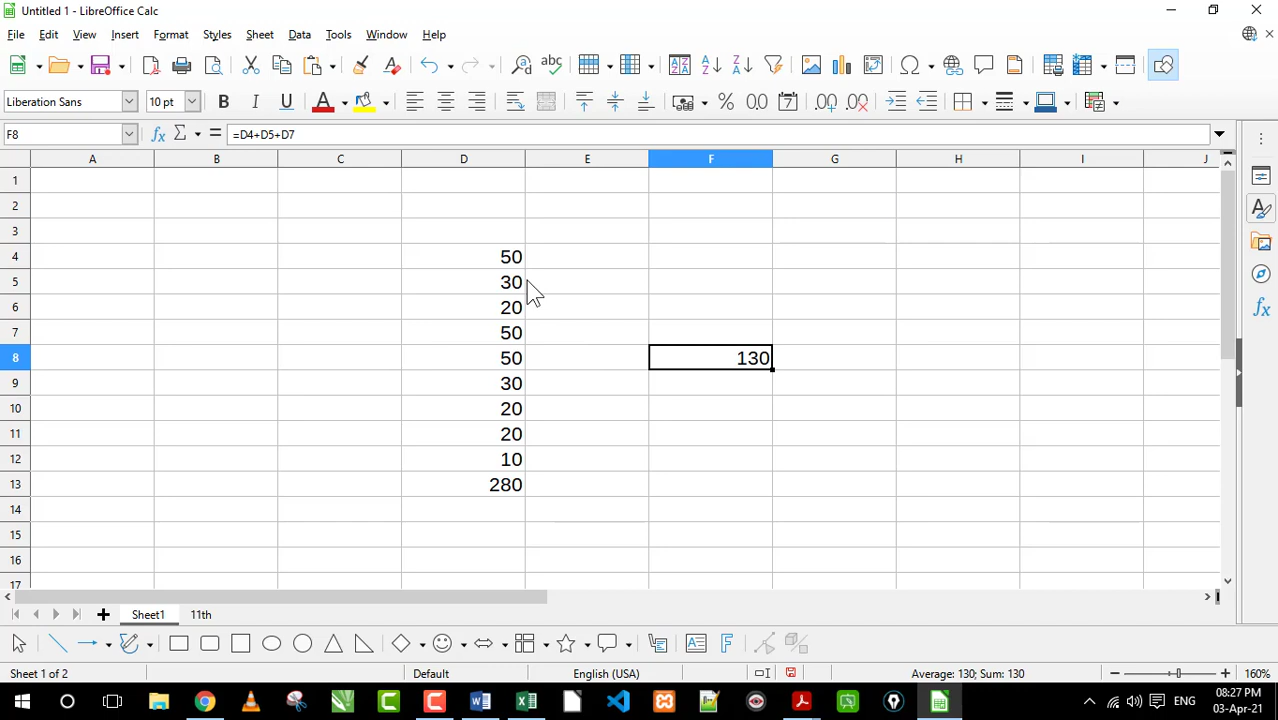 Untitled 1 - LibreOffice Calc
File Edit View Insert Format Styles Sheet Data Tools Window Help
Liberation Sans 10 pt
F8 =D4+D5+D7
A B C D E F G H I J
1
2
3
4 50
5 30
6 20
7 50
8 50 130
9 30
10 20
11 20
12 10
13 280
14
15
16
17
Sheet1 11th
Sheet 1 of 2 Default English (USA) Average: 130; Sum: 130 160%
ENG 08:27 PM
03-Apr-21